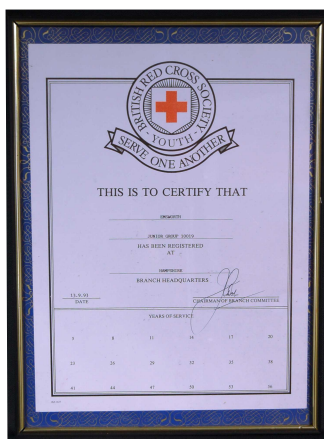 BRITISH RED CROSS SOCIETY
· YOUTH ·
SERVE ONE ANOTHER
THIS IS TO CERTIFY THAT
JUNIOR GROUP
HAS BEEN REGISTERED
AT
HAMPSHIRE
BRANCH HEADQUARTERS
DATE
CHAIRMAN OF BRANCH COMMITTEE
YEARS OF SERVICE
5 8 11 14 17 20
23 26 29 32 35 38
41 44 47 50 53 56